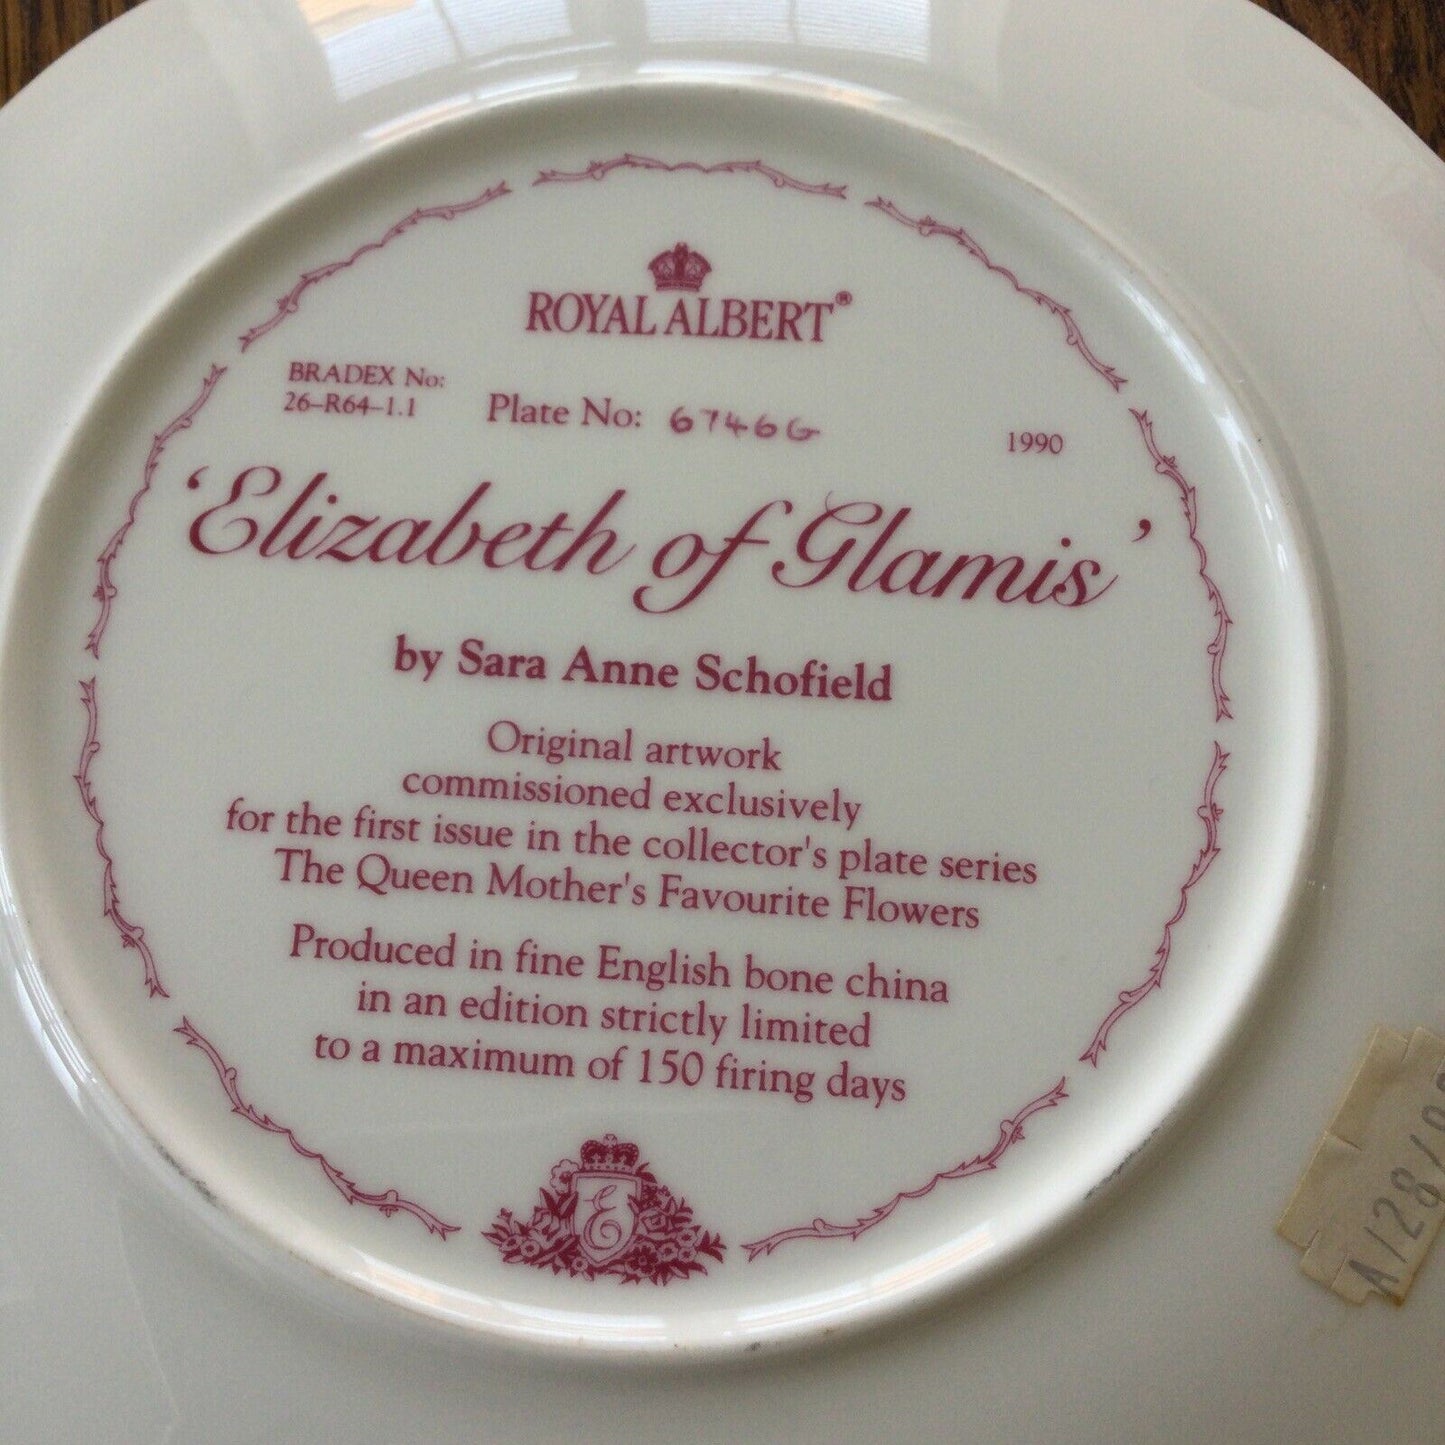 ROYAL ALBERT®
BRADEX No:
26–R64–1.1
Plate No: 6746G
1990
‘Elizabeth of Glamis’
by Sara Anne Schofield
Original artwork
commissioned exclusively
for the first issue in the collector's plate series
The Queen Mother's Favourite Flowers
Produced in fine English bone china
in an edition strictly limited
to a maximum of 150 firing days
E
A/28/